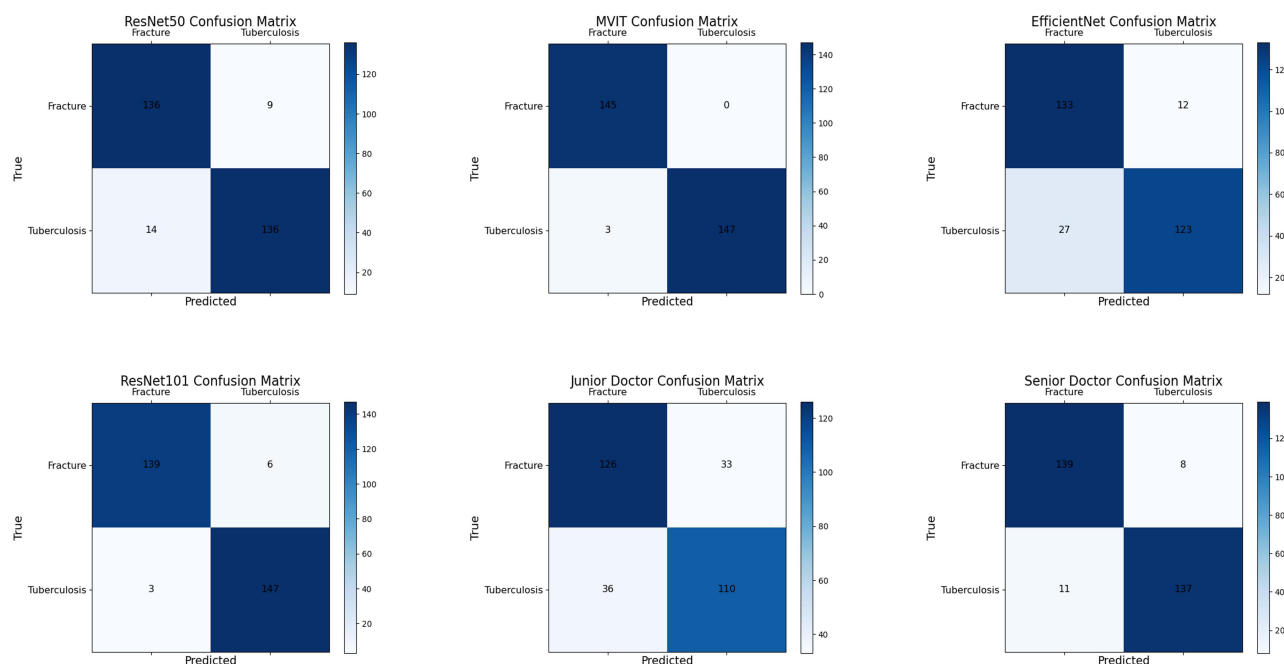 ResNet50 Confusion Matrix
Fracture Tuberculosis
Fracture 136 9
Tuberculosis 14 136
True
Predicted
120
100
80
60
40
20
MVIT Confusion Matrix
Fracture Tuberculosis
Fracture 145 0
Tuberculosis 3 147
True
Predicted
140
120
100
80
60
40
20
0
EfficientNet Confusion Matrix
Fracture Tuberculosis
Fracture 133 12
Tuberculosis 27 123
True
Predicted
100
80
60
40
20
ResNet101 Confusion Matrix
Fracture Tuberculosis
Fracture 139 6
Tuberculosis 3 147
True
Predicted
140
120
100
80
60
40
20
Junior Doctor Confusion Matrix
Fracture Tuberculosis
Fracture 126 33
Tuberculosis 36 110
True
Predicted
120
100
80
60
40
Senior Doctor Confusion Matrix
Fracture Tuberculosis
Fracture 139 8
Tuberculosis 11 137
True
Predicted
100
80
60
40
20